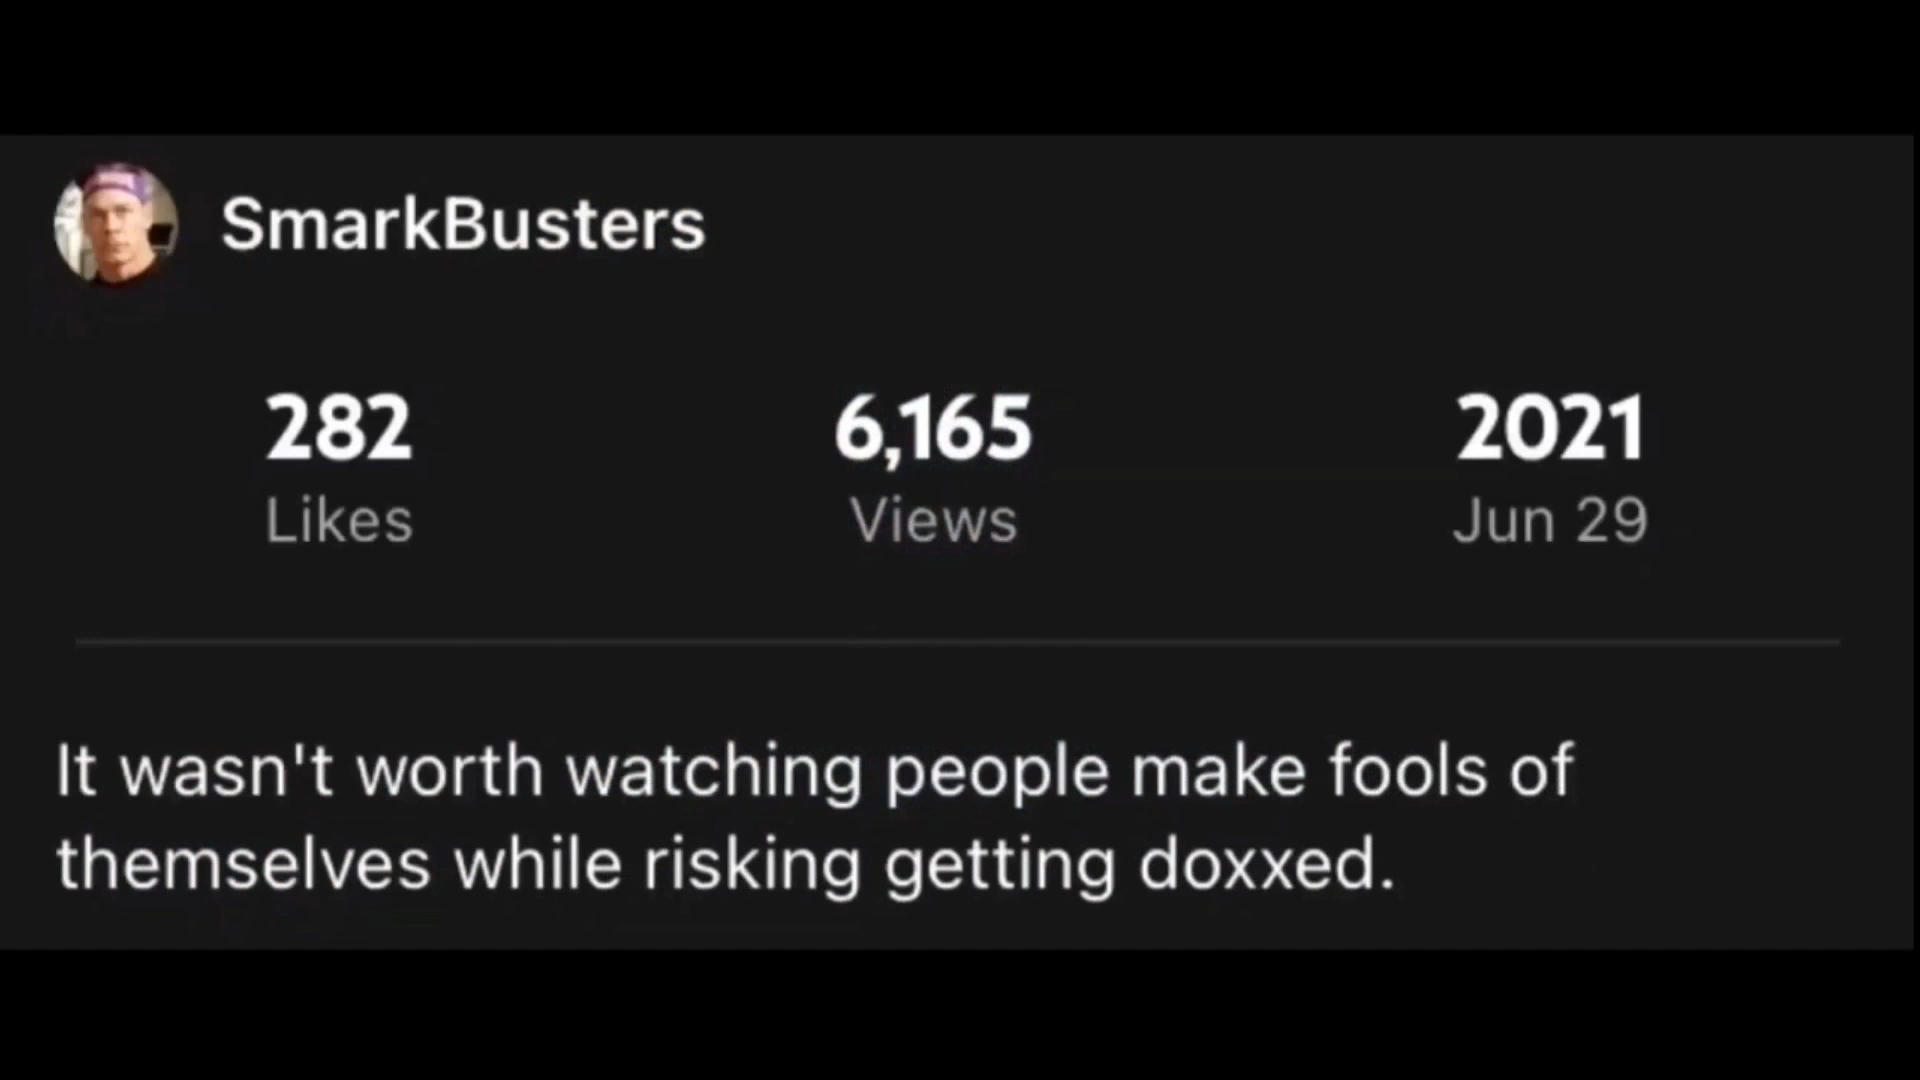 SmarkBusters
282 6,165 2021
Likes Views Jun 29
It wasn't worth watching people make fools of
themselves while risking getting doxxed.